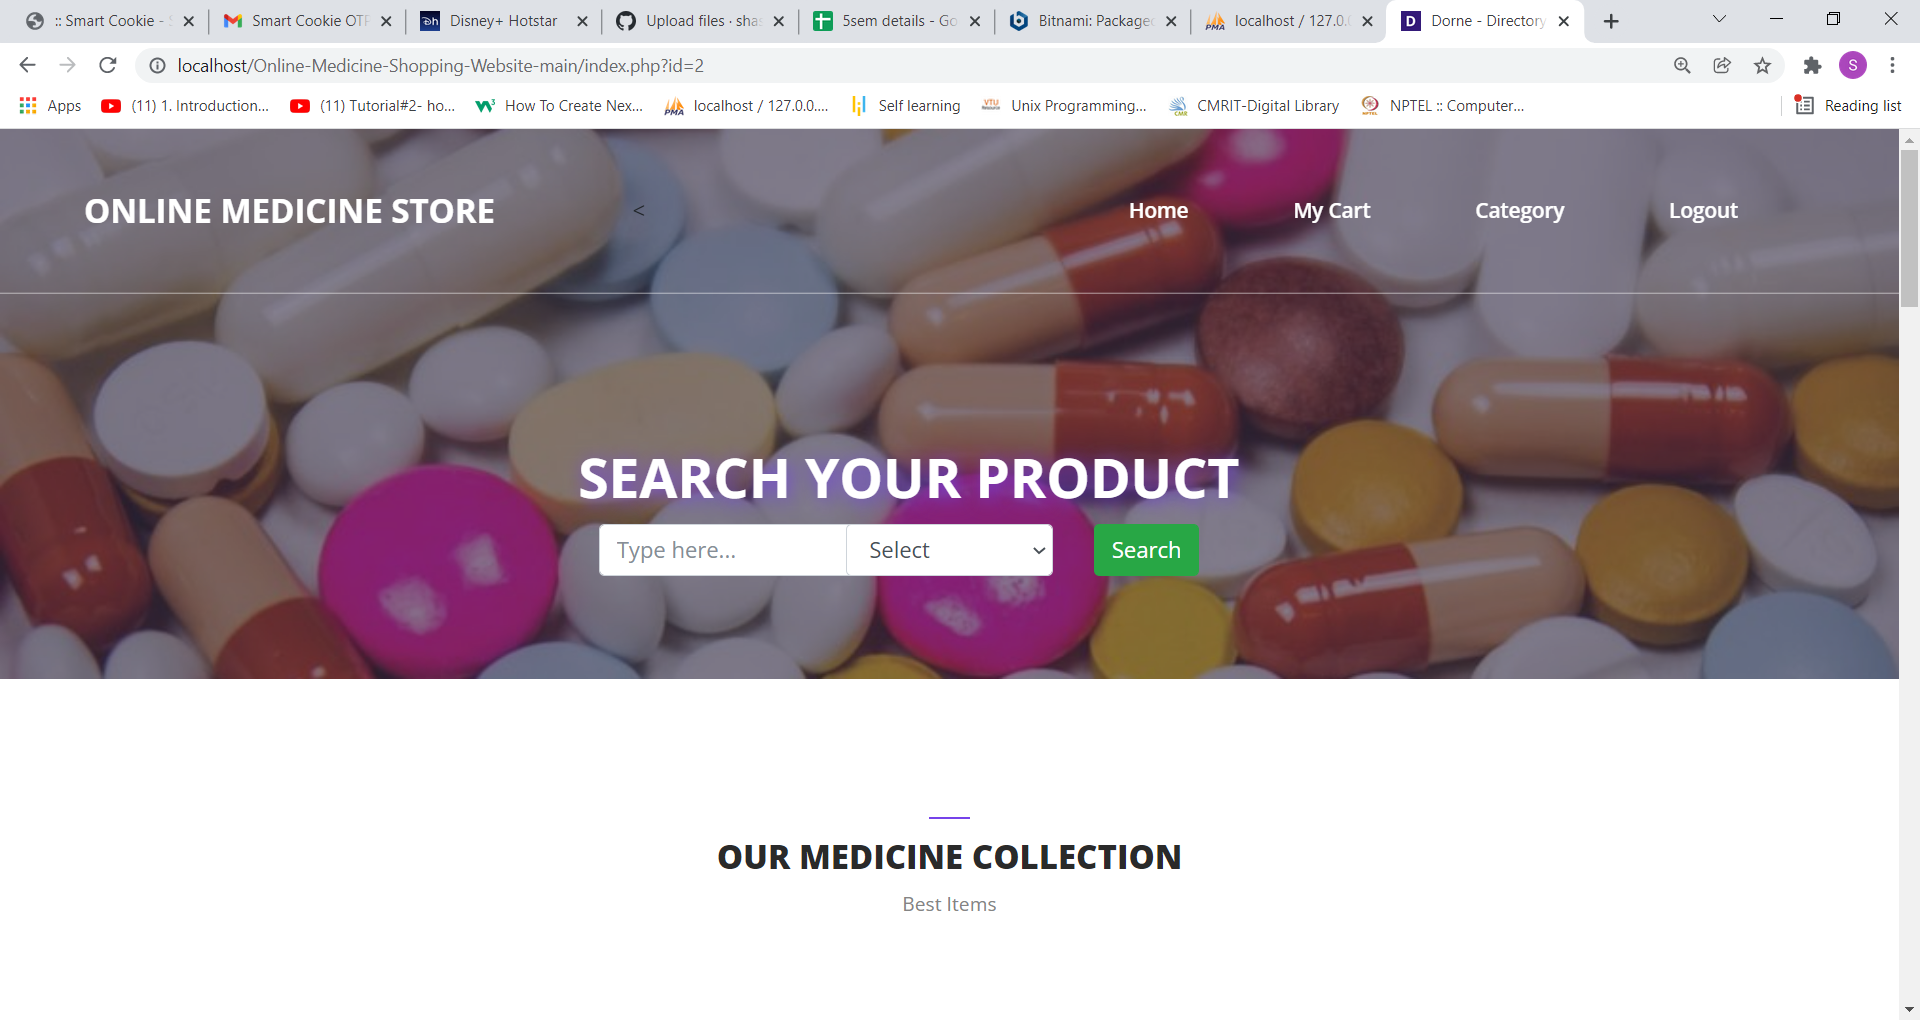 :: Smart Cookie - Smart Cookie OTP Disney+ Hotstar Upload files · shas 5sem details - Go Bitnami: Package localhost / 127.0. Dorne - Directory
localhost/Online-Medicine-Shopping-Website-main/index.php?id=2 S
Apps (11) 1. Introduction... (11) Tutorial#2- ho... How To Create Nex... localhost / 127.0.0.... Self learning Unix Programming... CMRIT-Digital Library NPTEL :: Computer... Reading list
ONLINE MEDICINE STORE < Home My Cart Category Logout
SEARCH YOUR PRODUCT
Type here... Select Search
OUR MEDICINE COLLECTION
Best Items